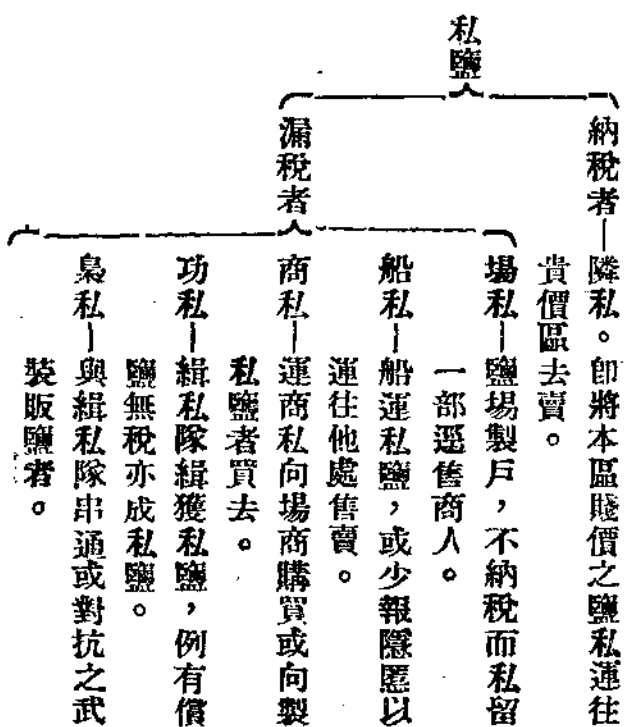 私鹽
納稅者—隣私。卽將本區賤價之鹽私運往
貴價區去賣。
漏稅者
場私—鹽場製戶，不納稅而私留
一部逕售商人。
船私—船運私鹽，或少報隱匿以
運往他處售賣。
商私—運商私向場商購買或向製
私鹽者買去。
功私—緝私隊緝獲私鹽，例有償
鹽無稅亦成私鹽。
梟私—與緝私隊串通或對抗之武
裝販鹽者。